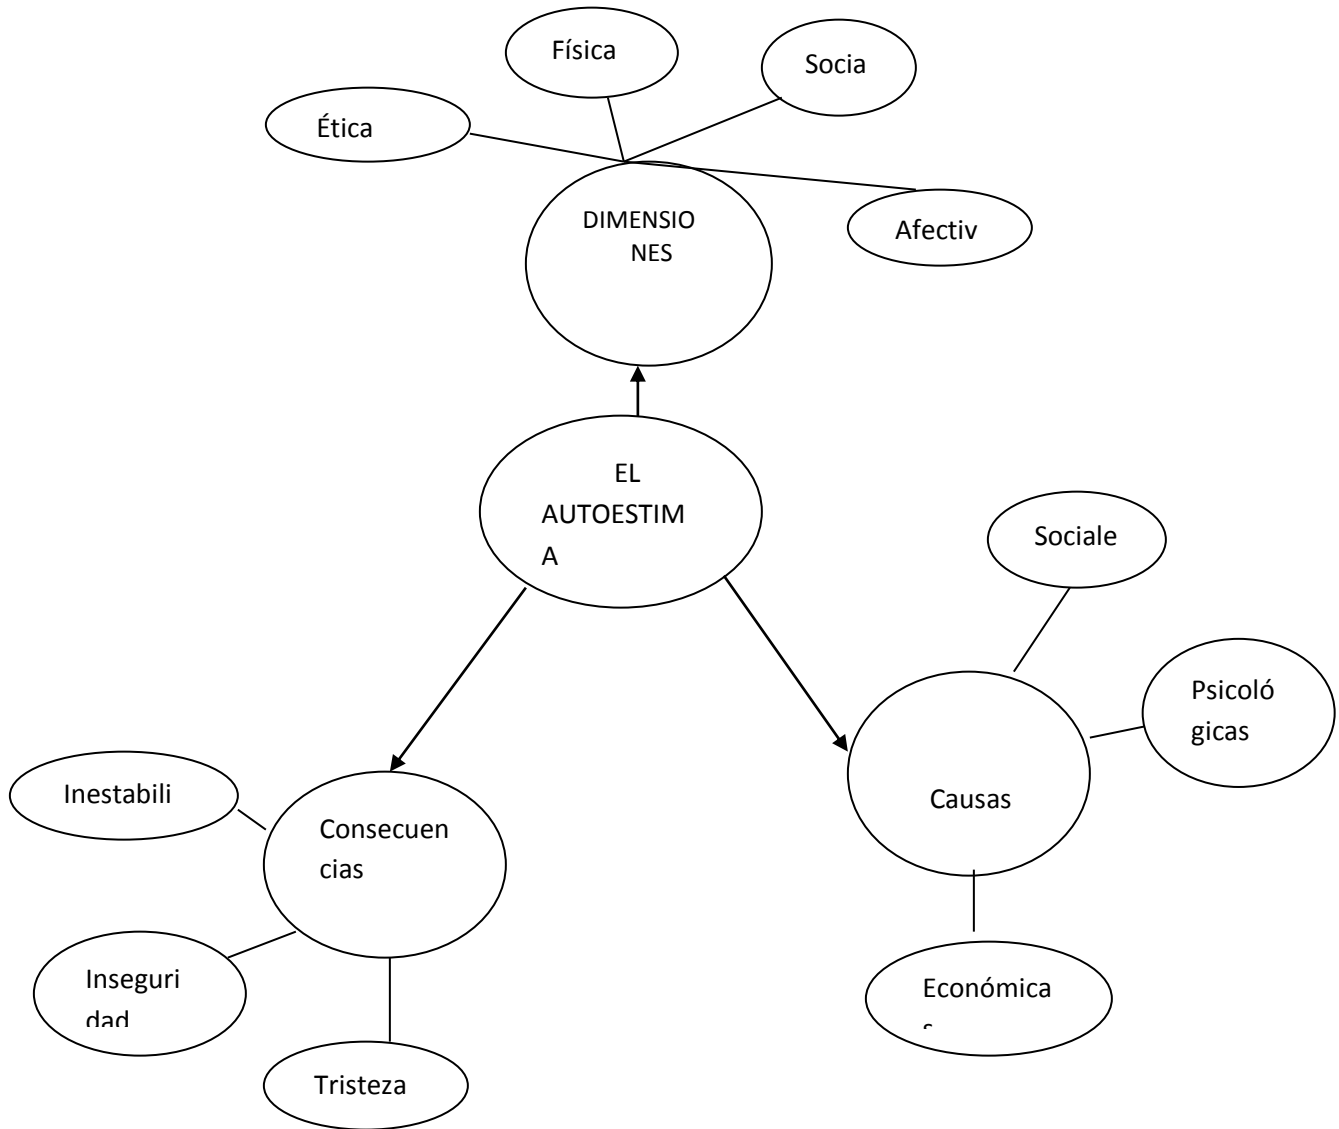 Física
Socia
Ética
DIMENSIO
NES
Afectiv
EL
AUTOESTIM
A
Sociale
Psicoló
gicas
Causas
Inestabili
Consecuen
cias
Inseguri
dad
Económica
s
Tristeza